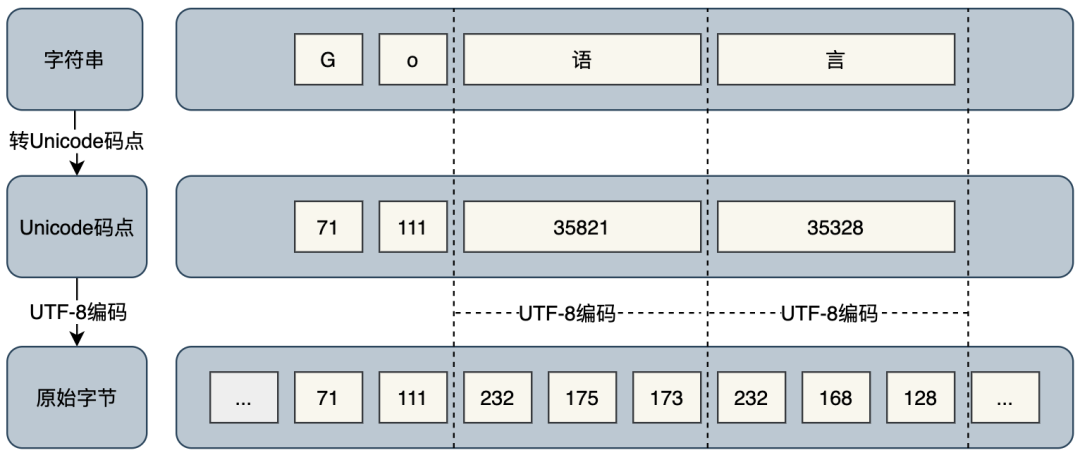 字符串
G
o
语
言
转Unicode码点
Unicode码点
71
111
35821
35328
UTF-8编码
UTF-8编码
UTF-8编码
原始字节
...
71
111
232
175
173
232
168
128
...